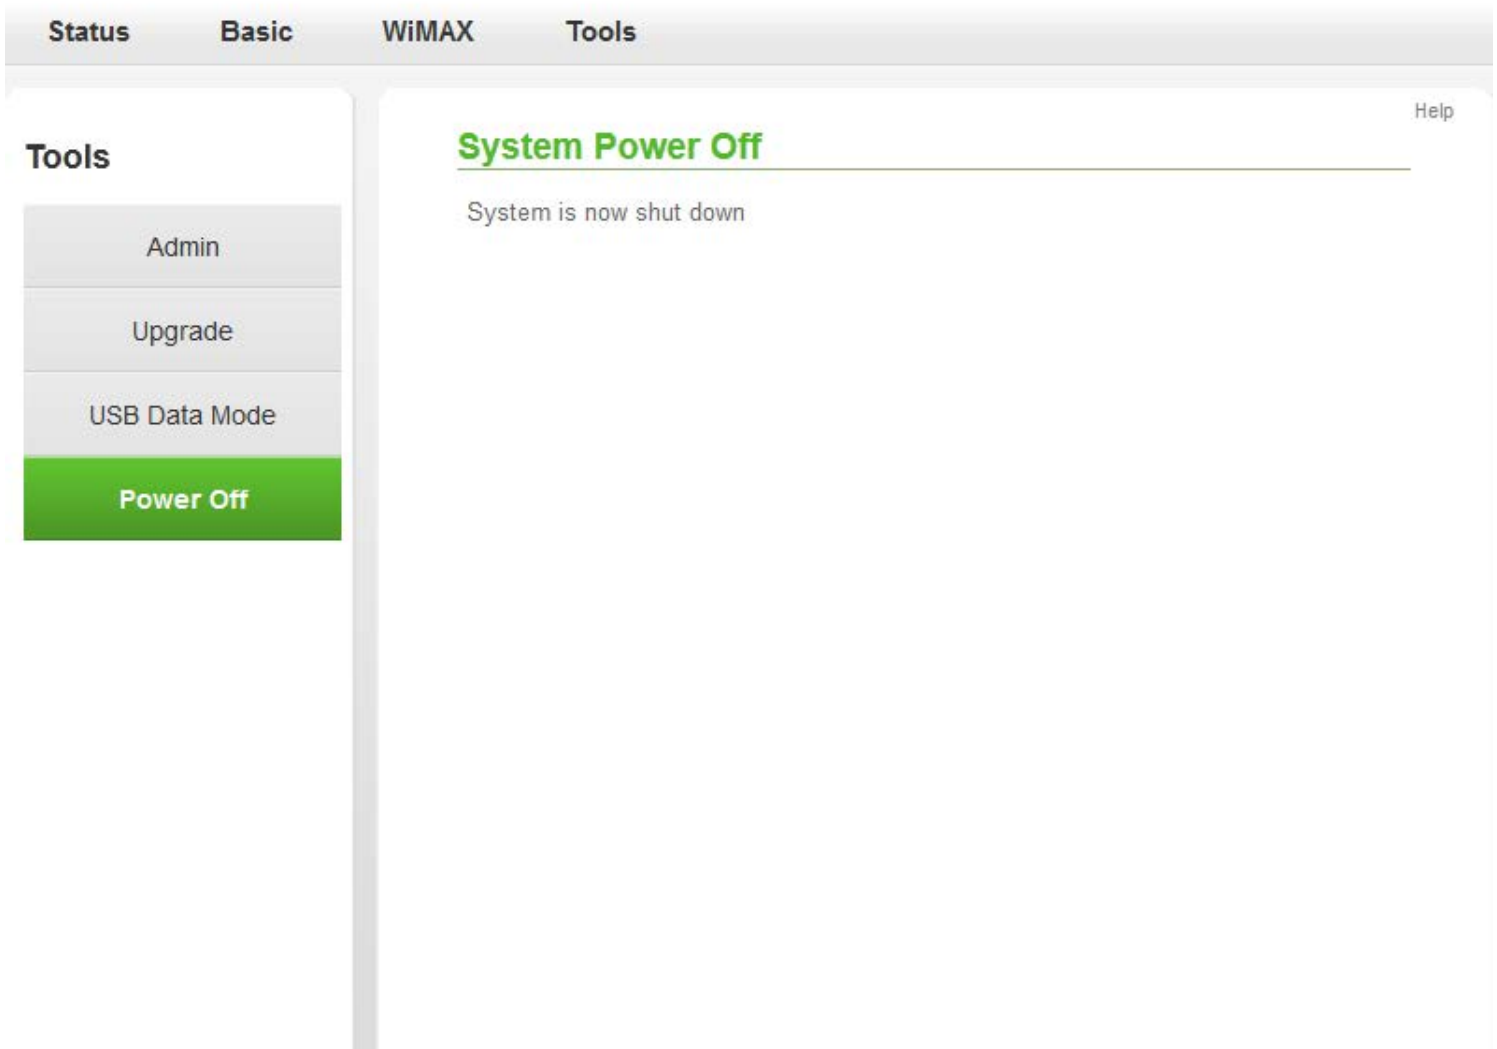 Status Basic WiMAX Tools
Help
Tools
Admin
Upgrade
USB Data Mode
Power Off
System Power Off
System is now shut down